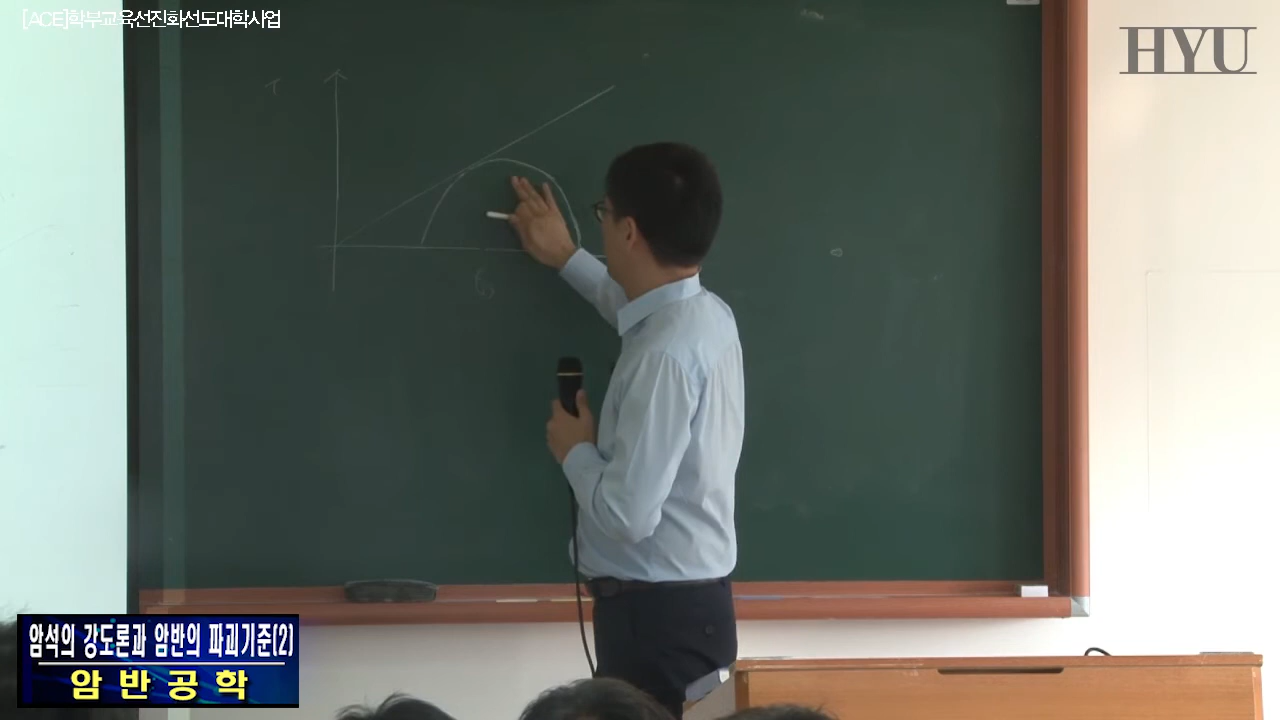 [ACE]학부교육선진화선도대학사업
HYU
τ
σ
암석의 강도론과 암반의 파괴기준(2)
암반공학